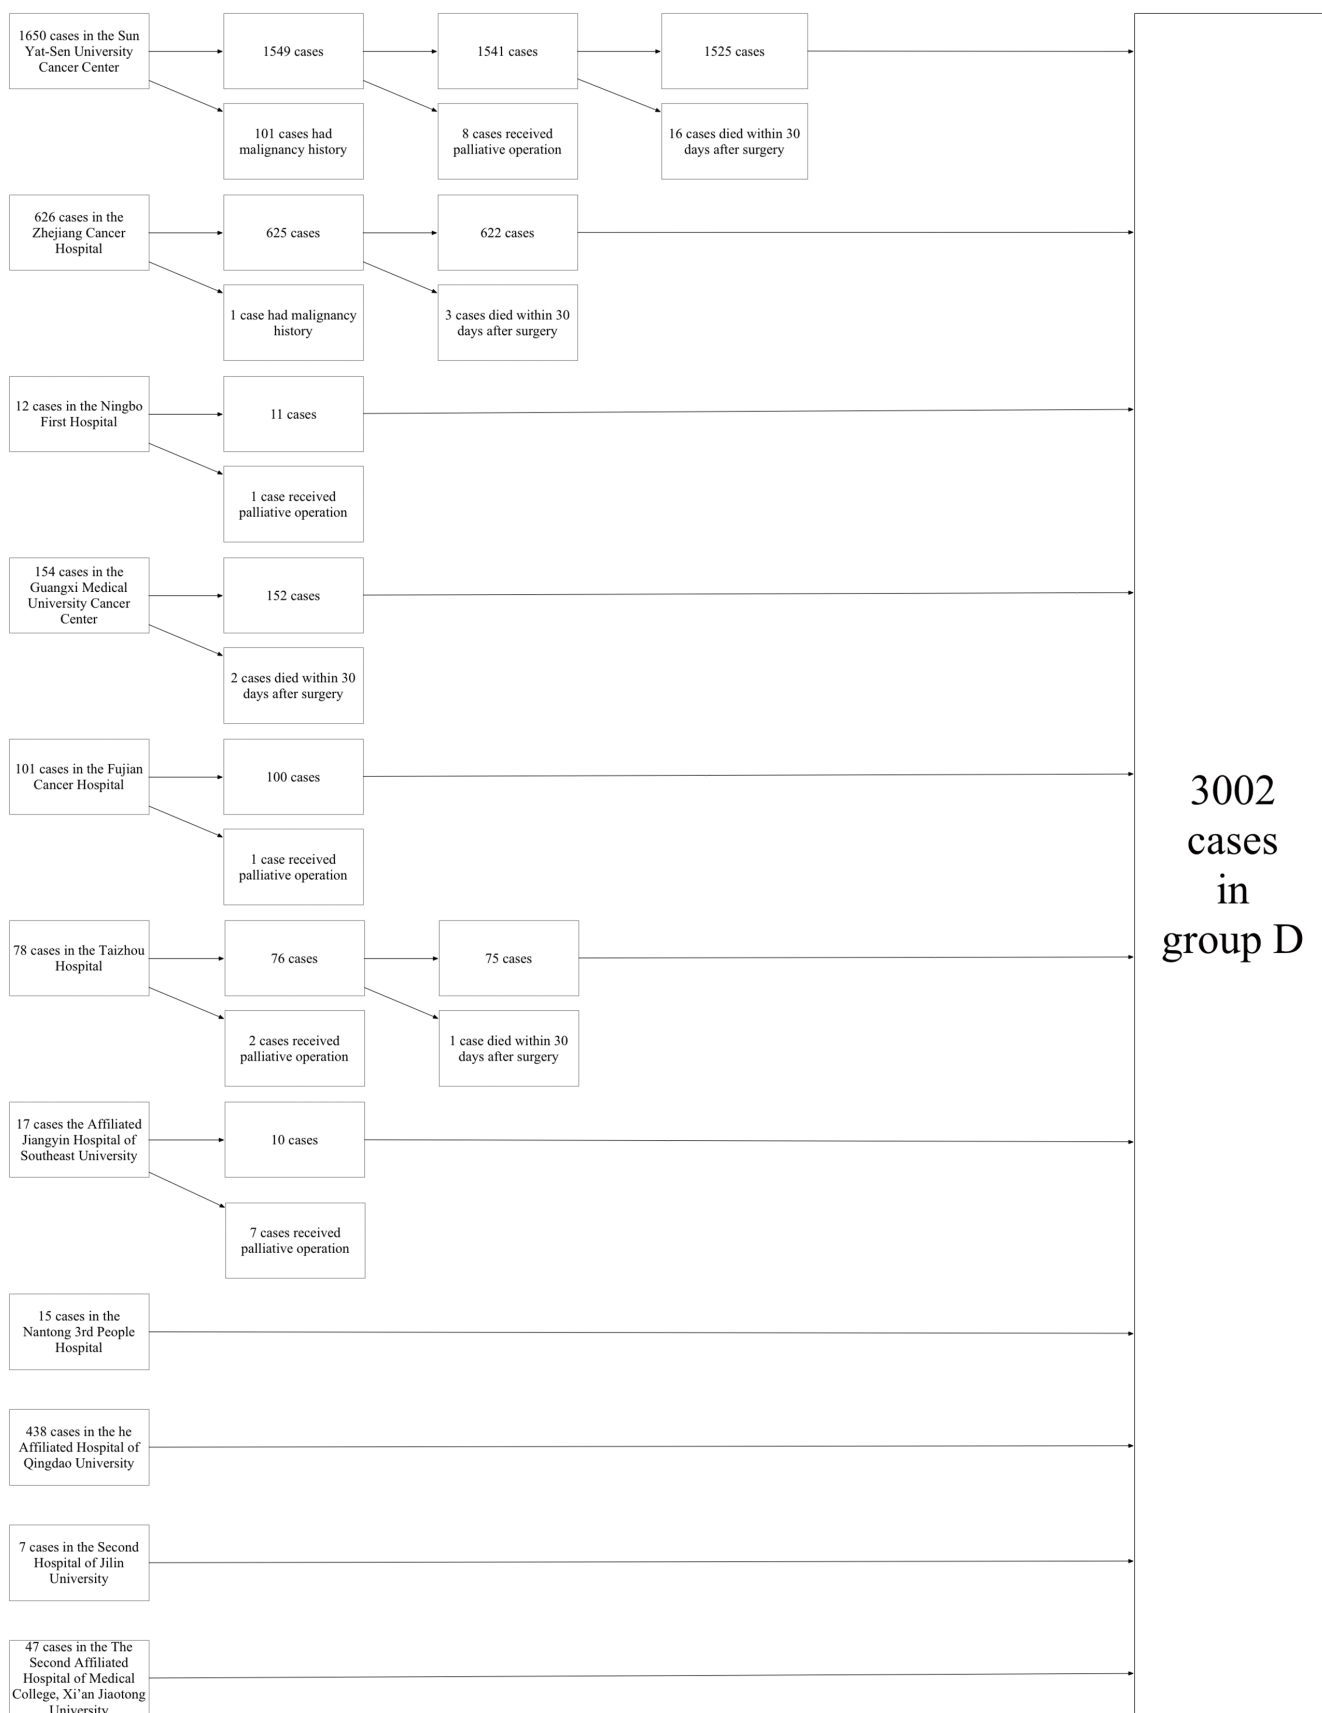 1650 cases in the Sun
Yat-Sen University
Cancer Center
1549 cases
1541 cases
1525 cases
101 cases had
malignancy history
8 cases received
palliative operation
16 cases died within 30
days after surgery
626 cases in the
Zhejiang Cancer
Hospital
625 cases
622 cases
1 case had malignancy
history
3 cases died within 30
days after surgery
12 cases in the Ningbo
First Hospital
11 cases
1 case received
palliative operation
154 cases in the
Guangxi Medical
University Cancer
Center
152 cases
2 cases died within 30
days after surgery
101 cases in the Fujian
Cancer Hospital
100 cases
1 case received
palliative operation
3002
cases
in
group D
78 cases in the Taizhou
Hospital
76 cases
75 cases
2 cases received
palliative operation
1 case died within 30
days after surgery
17 cases the Affiliated
Jiangyin Hospital of
Southeast University
10 cases
7 cases received
palliative operation
15 cases in the
Nantong 3rd People
Hospital
438 cases in the he
Affiliated Hospital of
Qingdao University
7 cases in the Second
Hospital of Jilin
University
47 cases in the The
Second Affiliated
Hospital of Medical
College, Xi’an Jiaotong
University